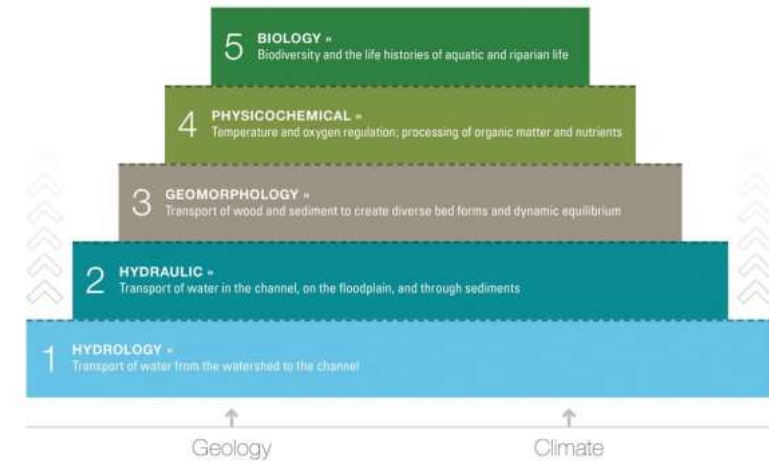 5 BIOLOGY »
Biodiversity and the life histories of aquatic and riparian life
4 PHYSICOCHEMICAL »
Temperature and oxygen regulation; processing of organic matter and nutrients
3 GEOMORPHOLOGY »
Transport of wood and sediment to create diverse bed forms and dynamic equilibrium
2 HYDRAULIC »
Transport of water in the channel, on the floodplain, and through sediments
1 HYDROLOGY »
Transport of water from the watershed to the channel
Geology Climate